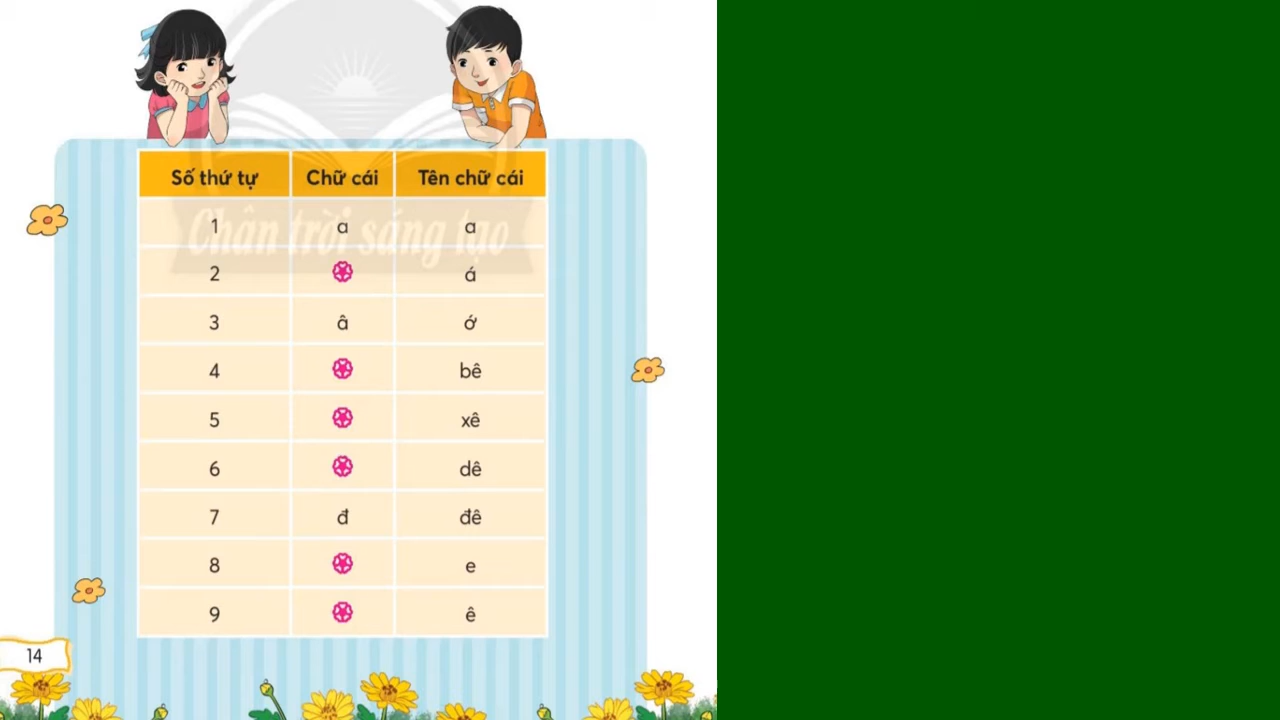 Số thứ tự Chữ cái Tên chữ cái
Chân trời sáng tạo
1 a a
2 á
3 â ớ
4 bê
5 xê
6 dê
7 đ đê
8 e
9 ê
14